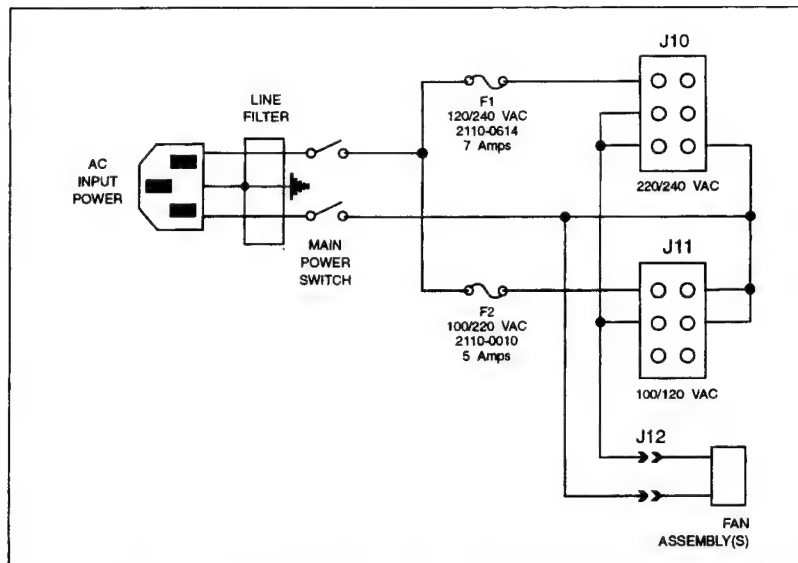 J10
LINE
FILTER
F1
120/240 VAC
2110-0614
7 Amps
AC
INPUT
POWER
220/240 VAC
MAIN
POWER
SWITCH
J11
F2
100/220 VAC
2110-0010
5 Amps
100/120 VAC
J12
FAN
ASSEMBLY(S)